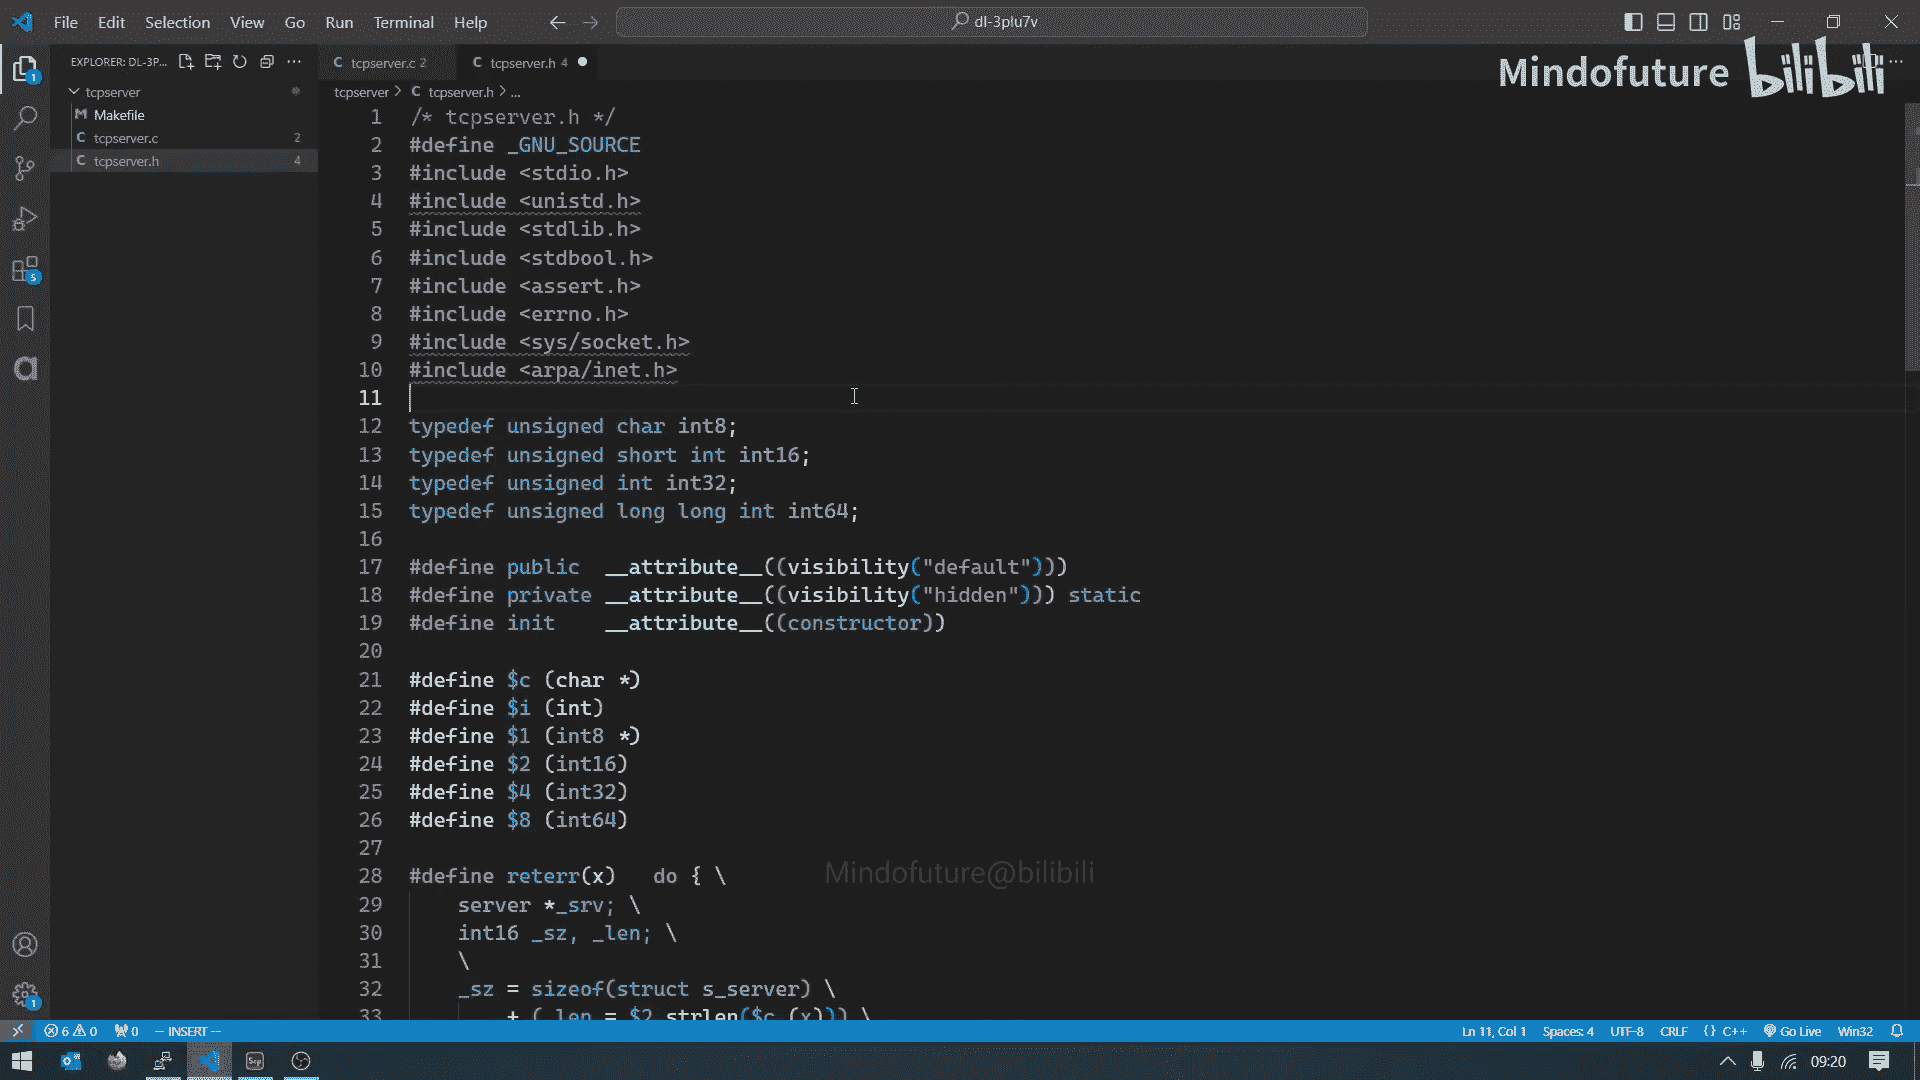 File Edit Selection View Go Run Terminal Help
dl-3plu7v
EXPLORER: DL-3P...
tcpserver
Makefile
tcpserver.c 2
tcpserver.h 4
C tcpserver.c 2
C tcpserver.h 4
Mindofuture bilibili
tcpserver > C tcpserver.h > ...
1 /* tcpserver.h */
2 #define _GNU_SOURCE
3 #include <stdio.h>
4 #include <unistd.h>
5 #include <stdlib.h>
6 #include <stdbool.h>
7 #include <assert.h>
8 #include <errno.h>
9 #include <sys/socket.h>
10 #include <arpa/inet.h>
11
12 typedef unsigned char int8;
13 typedef unsigned short int int16;
14 typedef unsigned int int32;
15 typedef unsigned long long int int64;
16
17 #define public __attribute__((visibility("default")))
18 #define private __attribute__((visibility("hidden"))) static
19 #define init __attribute__((constructor))
20
21 #define $c (char *)
22 #define $i (int)
23 #define $1 (int8 *)
24 #define $2 (int16)
25 #define $4 (int32)
26 #define $8 (int64)
27
28 #define reterr(x) do { \
29 server *_srv; \
30 int16 _sz, _len; \
31 \
32 _sz = sizeof(struct s_server) \
33 + (_len = $2 strlen($c (x))) \
Mindofuture@bilibili
6 0 0 -- INSERT --
Ln 11, Col 1 Spaces: 4 UTF-8 CRLF {} C++ Go Live Win32
09:20